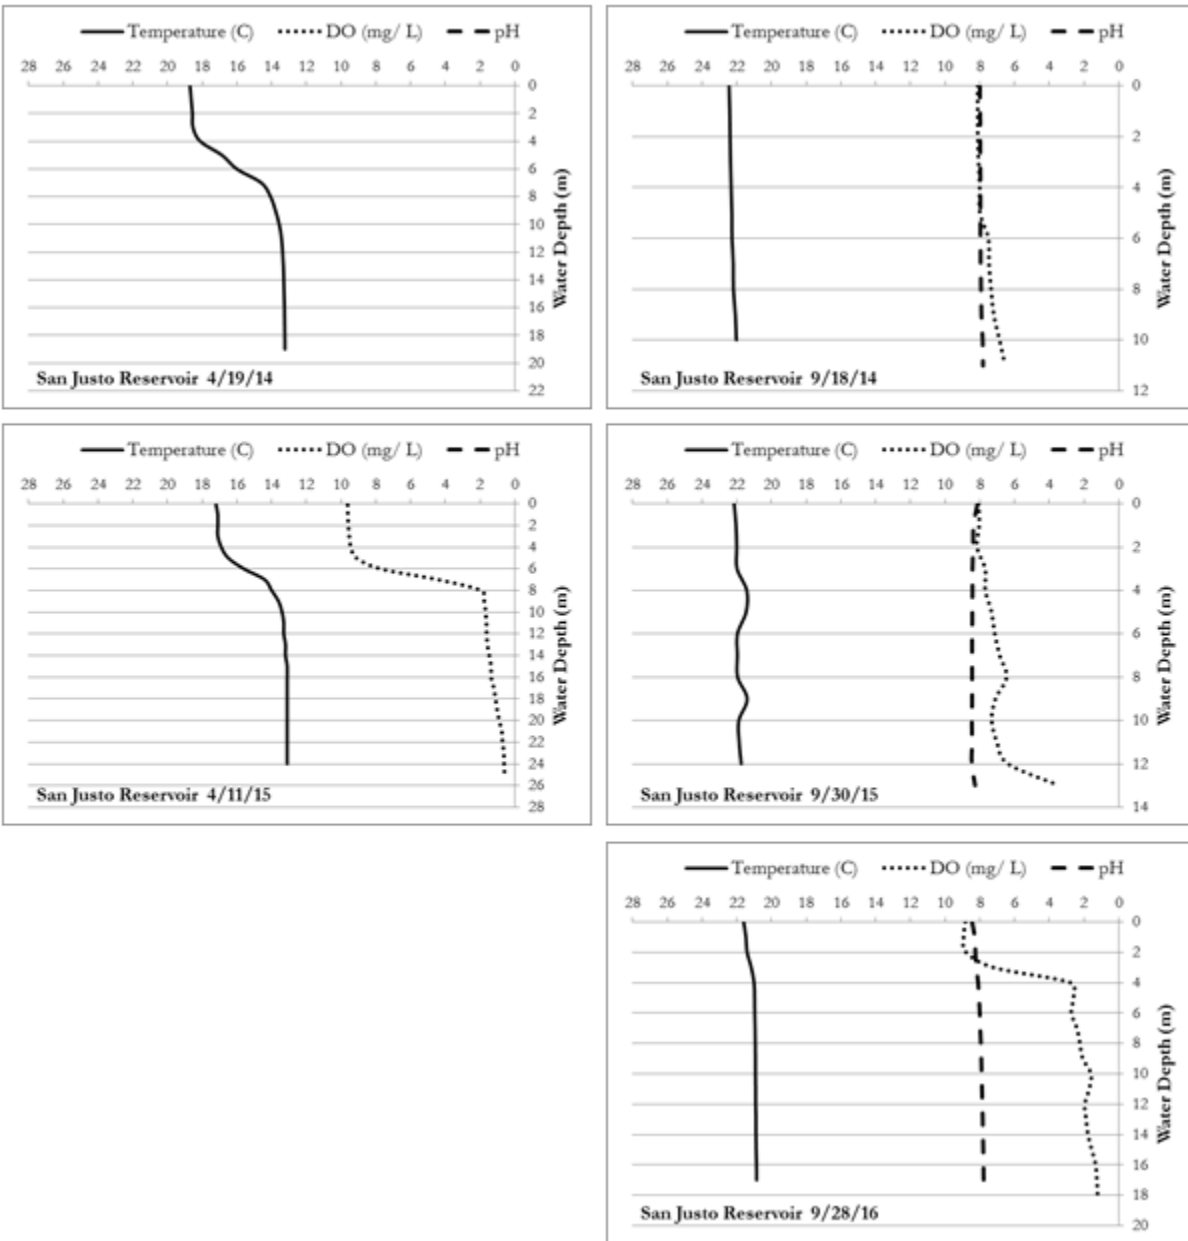 Temperature (C) DO (mg/ L) pH
28 26 24 22 20 18 16 14 12 10 8 6 4 2 0
0
2
4
6
8
10
12
14
16
18
20
22
Water Depth (m)
San Justo Reservoir 4/19/14
Temperature (C) DO (mg/ L) pH
28 26 24 22 20 18 16 14 12 10 8 6 4 2 0
0
2
4
6
8
10
12
Water Depth (m)
San Justo Reservoir 9/18/14
Temperature (C) DO (mg/ L) pH
28 26 24 22 20 18 16 14 12 10 8 6 4 2 0
0
2
4
6
8
10
12
14
16
18
20
22
24
26
28
Water Depth (m)
San Justo Reservoir 4/11/15
Temperature (C) DO (mg/ L) pH
28 26 24 22 20 18 16 14 12 10 8 6 4 2 0
0
2
4
6
8
10
12
14
Water Depth (m)
San Justo Reservoir 9/30/15
Temperature (C) DO (mg/ L) pH
28 26 24 22 20 18 16 14 12 10 8 6 4 2 0
0
2
4
6
8
10
12
14
16
18
20
Water Depth (m)
San Justo Reservoir 9/28/16